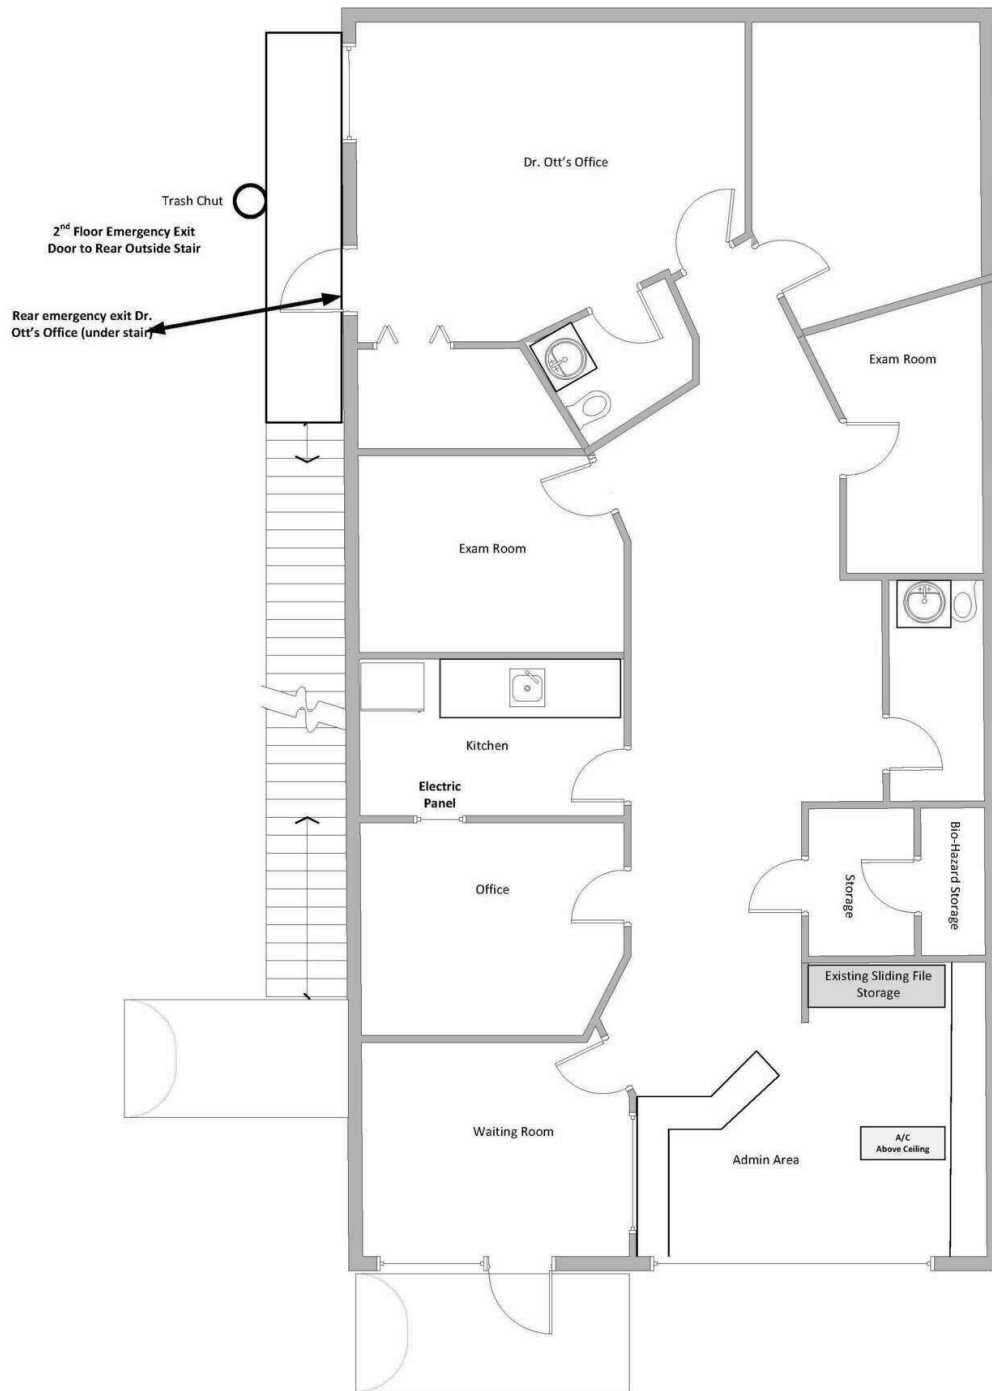 Dr. Ott's Office
Trash Chut
2nd Floor Emergency Exit
Door to Rear Outside Stair
Rear emergency exit Dr.
Ott's Office (under stair)
Exam Room
Exam Room
Kitchen
Electric
Panel
Office
Storage
Bio-Hazard Storage
Existing Sliding File
Storage
Waiting Room
Admin Area
A/C
Above Ceiling